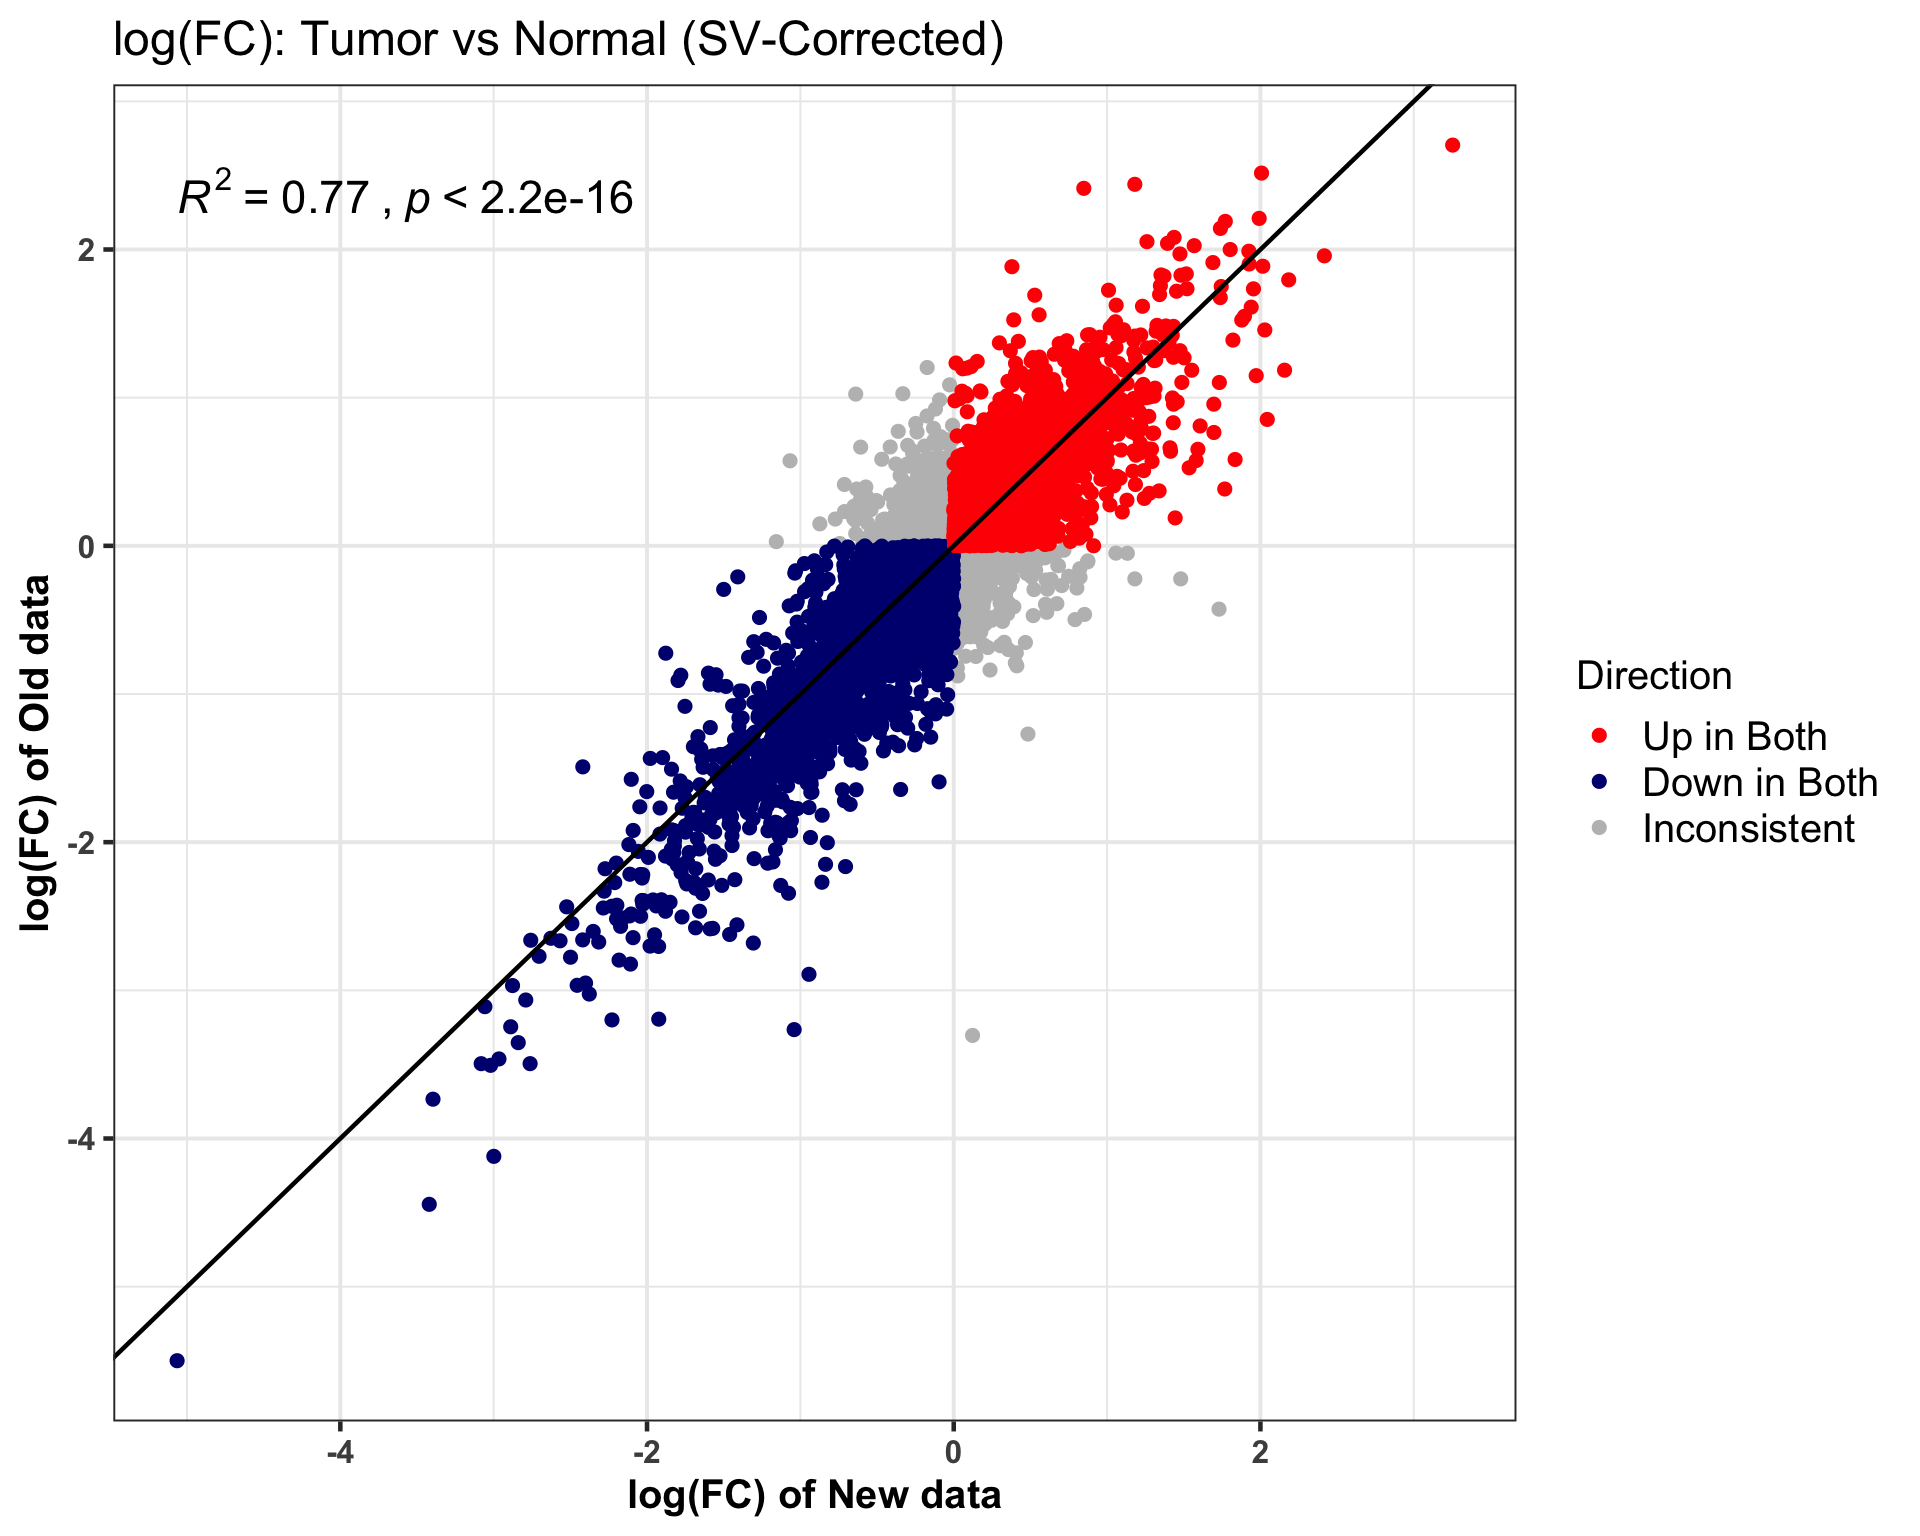 log(FC): Tumor vs Normal (SV-Corrected)
R² = 0.77 , p < 2.2e-16
log(FC) of Old data
2
0
-2
-4
-4
-2
0
2
log(FC) of New data
Direction
Up in Both
Down in Both
Inconsistent